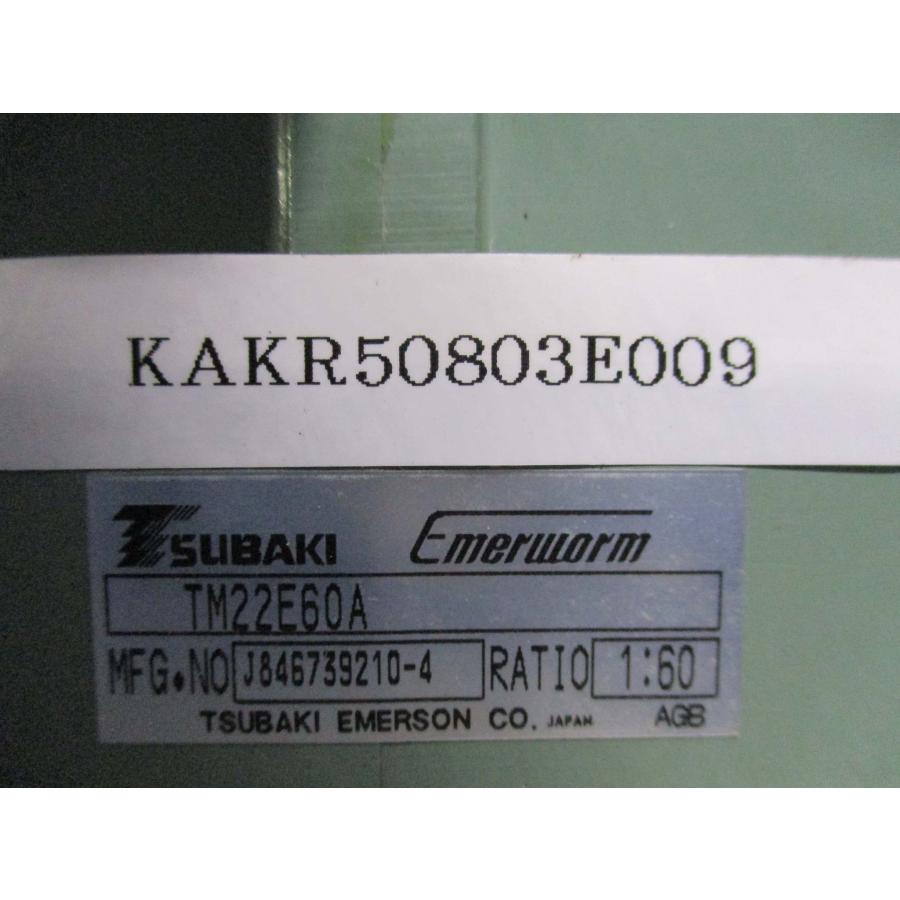 KAKR50803E009
TSUBAKI Emerworm
TM22E60A
MFG.NO J846739210-4 RATIO 1:60
TSUBAKI EMERSON CO. JAPAN AGB